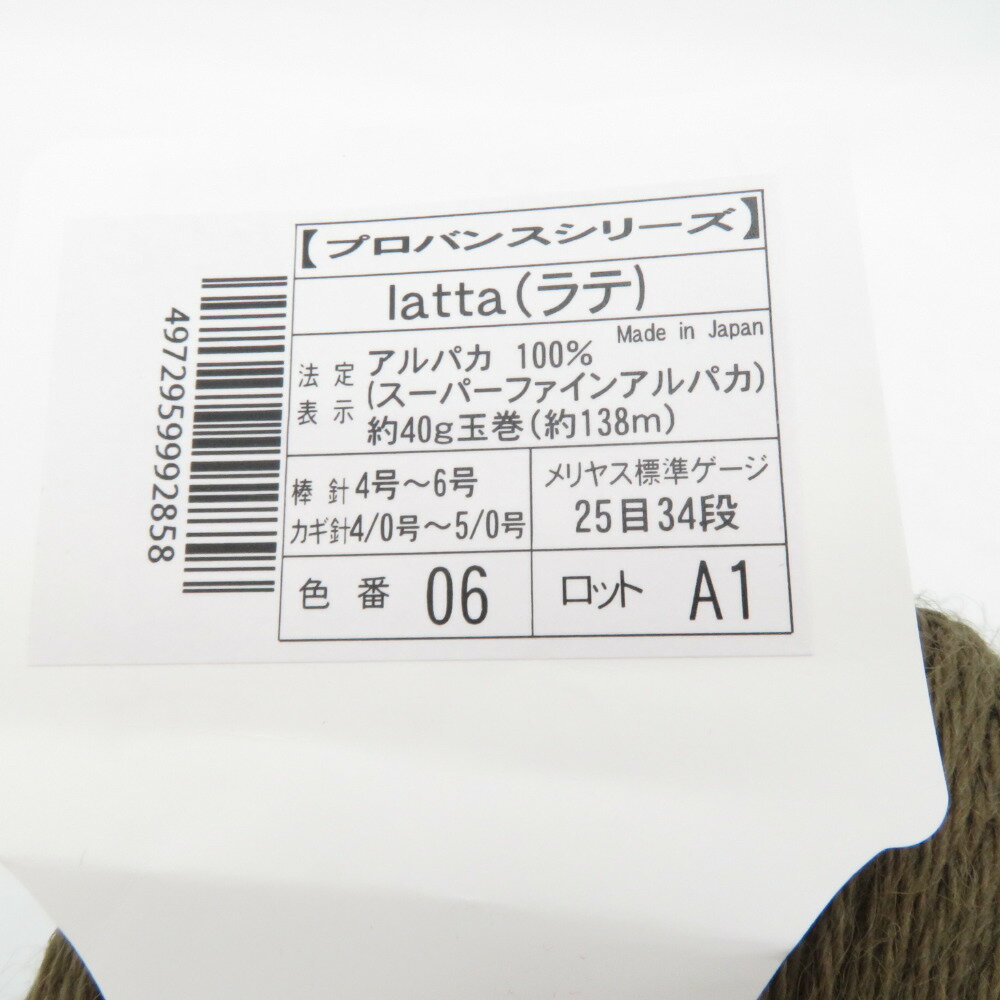 【プロバンスシリーズ】
latta(ラテ)
Made in Japan
法定表示
アルパカ 100%
(スーパーファインアルパカ)
約40g玉巻(約138m)
棒針4号〜6号
カギ針4/0号〜5/0号
メリヤス標準ゲージ
25目34段
色番 06
ロット A1
4972959992858